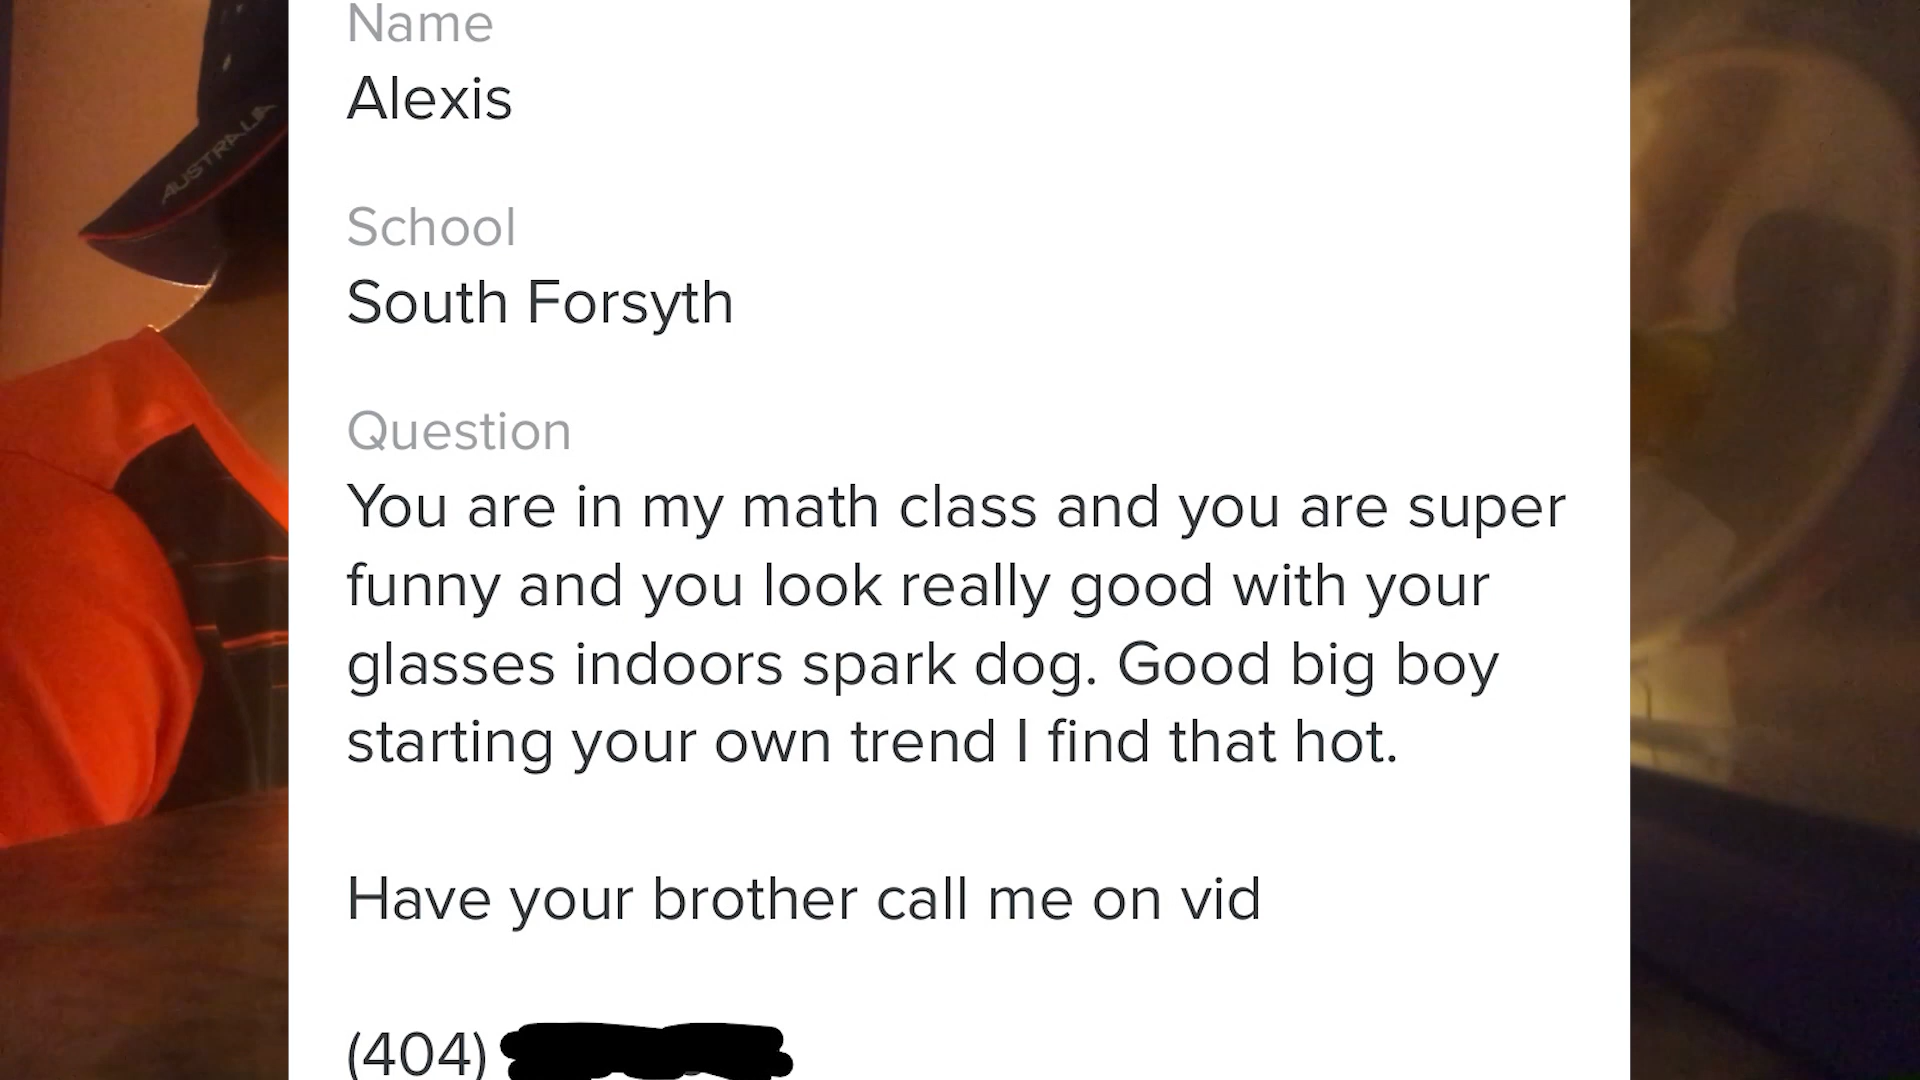 Name
Alexis
School
South Forsyth
Question
You are in my math class and you are super
funny and you look really good with your
glasses indoors spark dog. Good big boy
starting your own trend I find that hot.
Have your brother call me on vid
(404)
AUSTRALIA